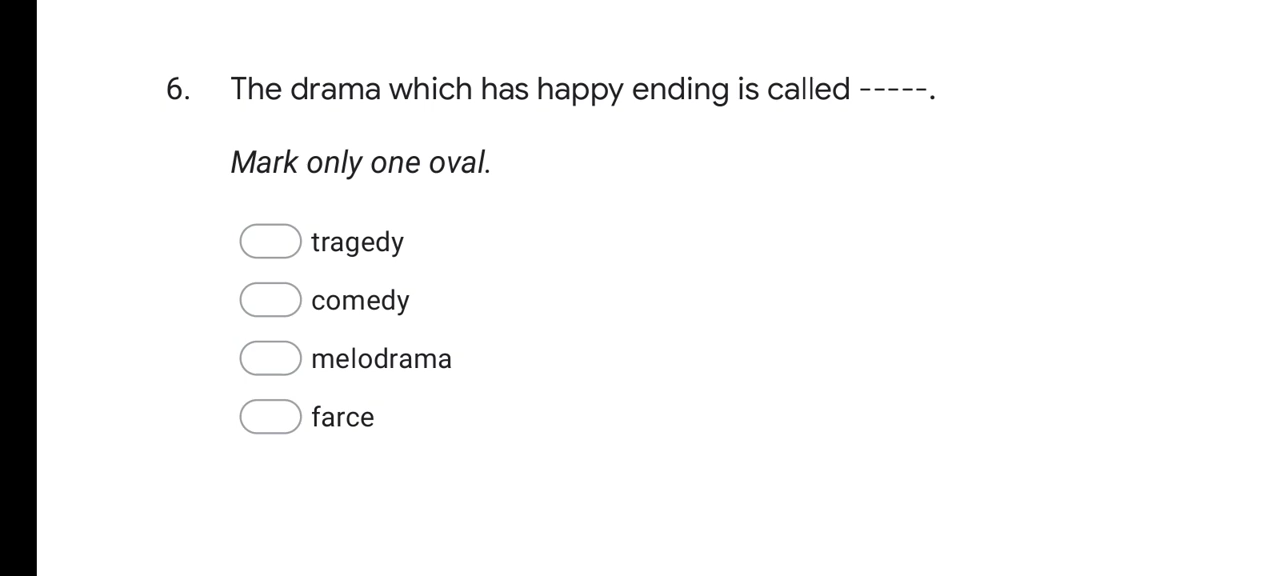 6. The drama which has happy ending is called -----.
Mark only one oval.
tragedy
comedy
melodrama
farce